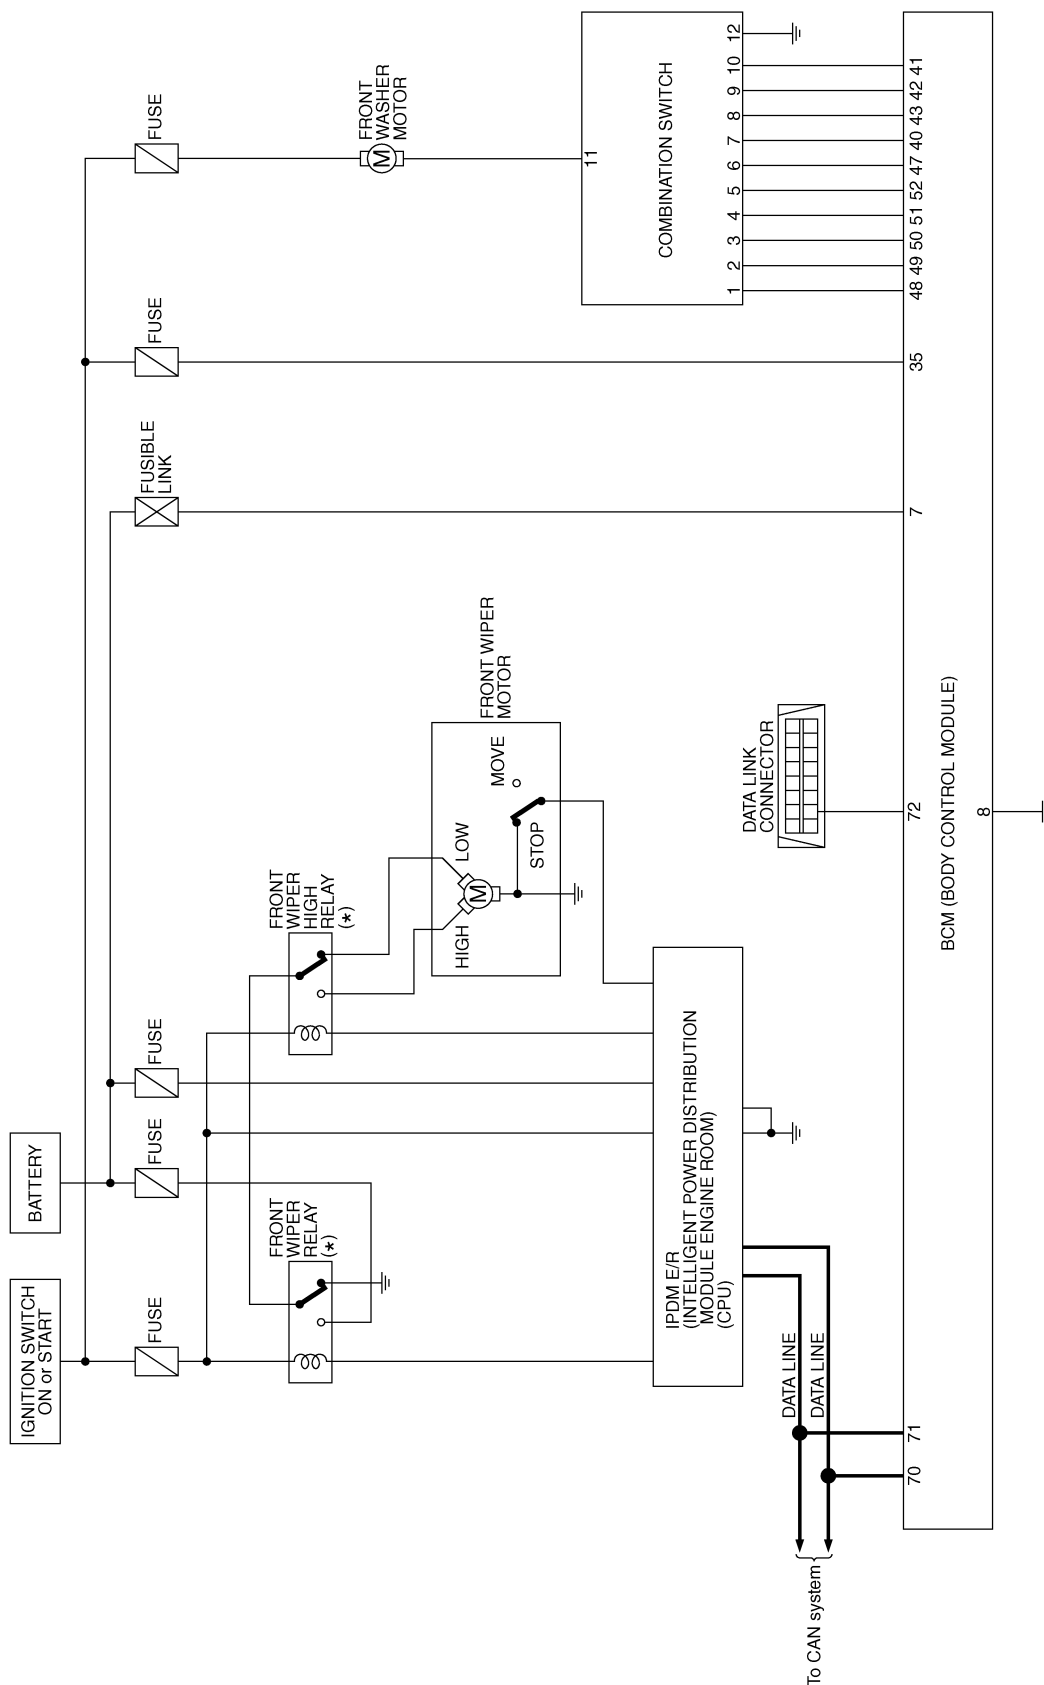 IGNITION SWITCH
ON or START
BATTERY
FUSE
FUSE
FUSE
FUSIBLE
LINK
FUSE
FUSE
FRONT
WIPER
RELAY
(*)
FRONT
WIPER
HIGH
RELAY
(*)
FRONT
WASHER
MOTOR
M
HIGH
LOW
M
STOP
MOVE
FRONT WIPER
MOTOR
IPDM E/R
(INTELLIGENT POWER DISTRIBUTION
MODULE ENGINE ROOM)
(CPU)
DATA LINK
CONNECTOR
11
COMBINATION SWITCH
1 2 3 4 5 6 7 8 9 10 12
DATA LINE
DATA LINE
To CAN system
70 71 72 7 35 48 49 50 51 52 47 40 43 42 41
BCM (BODY CONTROL MODULE)
8